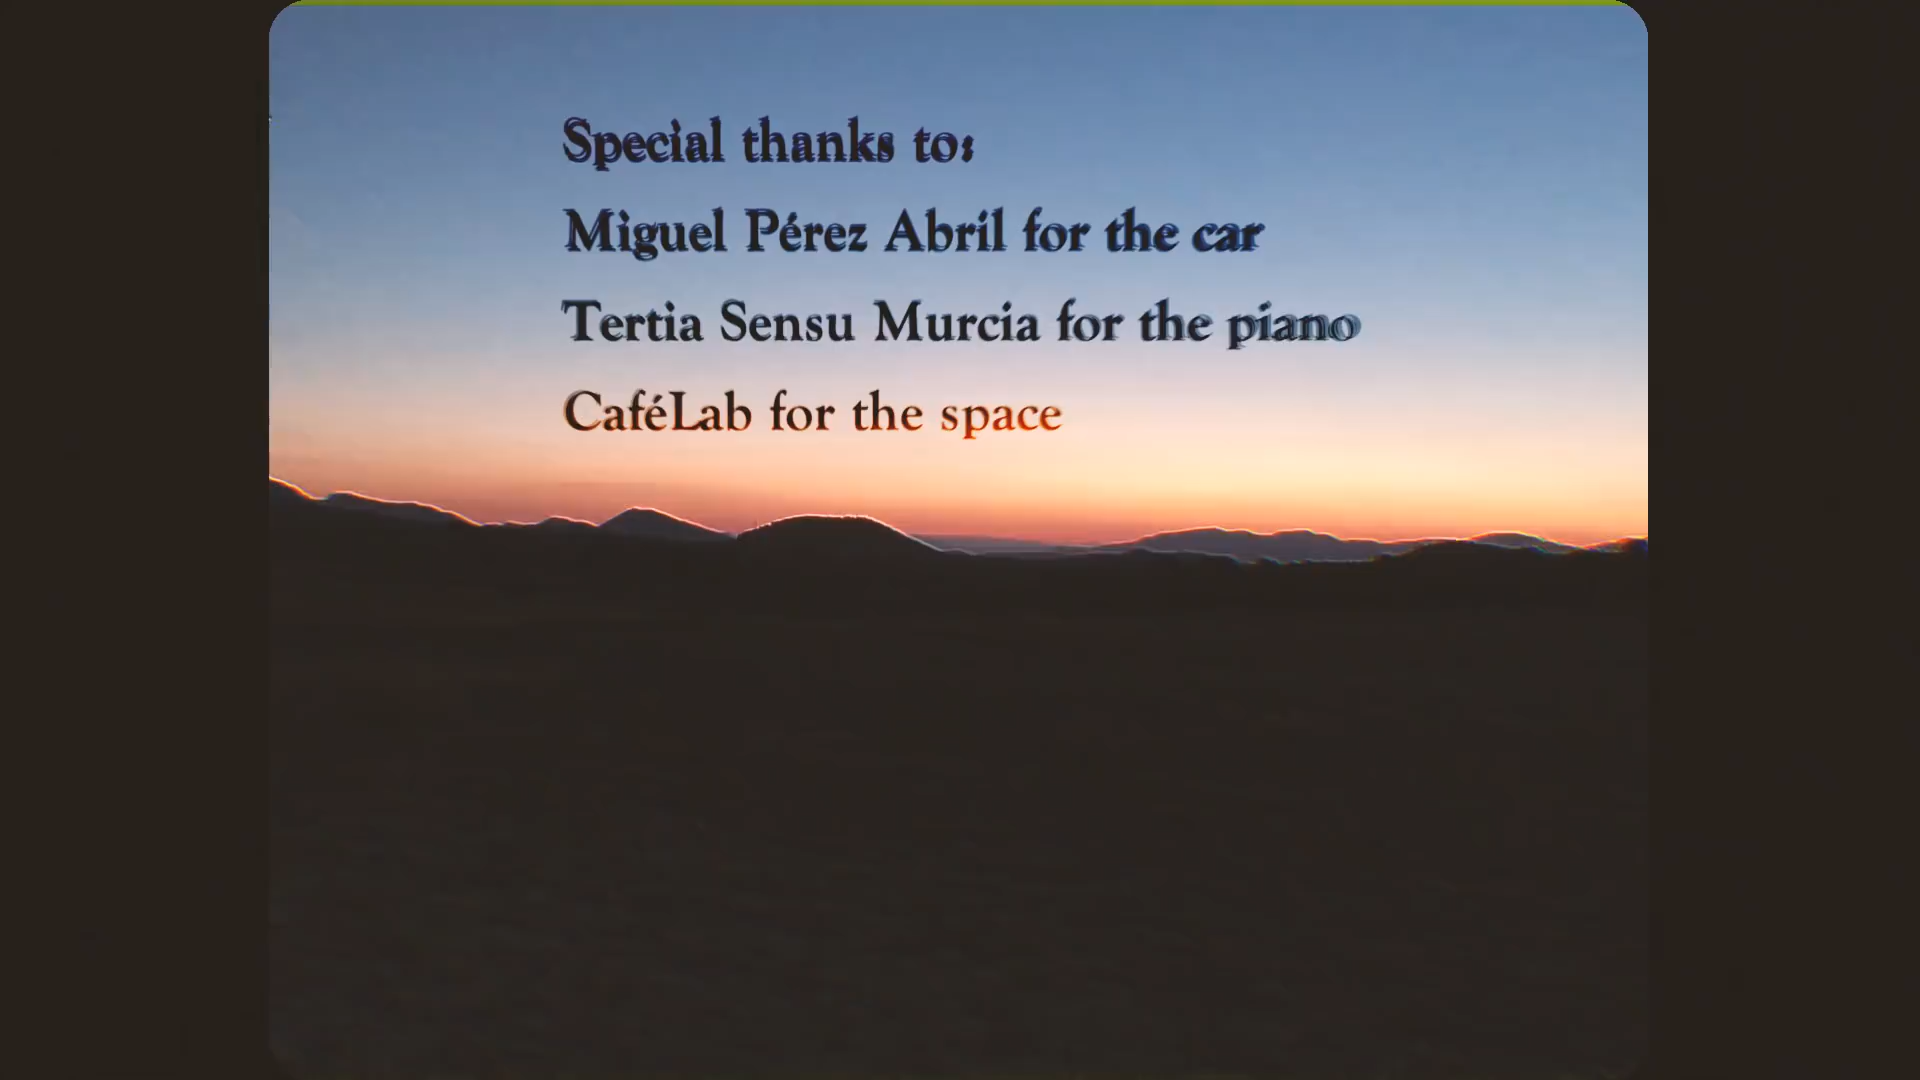 Special thanks to:
Miguel Pérez Abril for the car
Tertia Sensu Murcia for the piano
CaféLab for the space